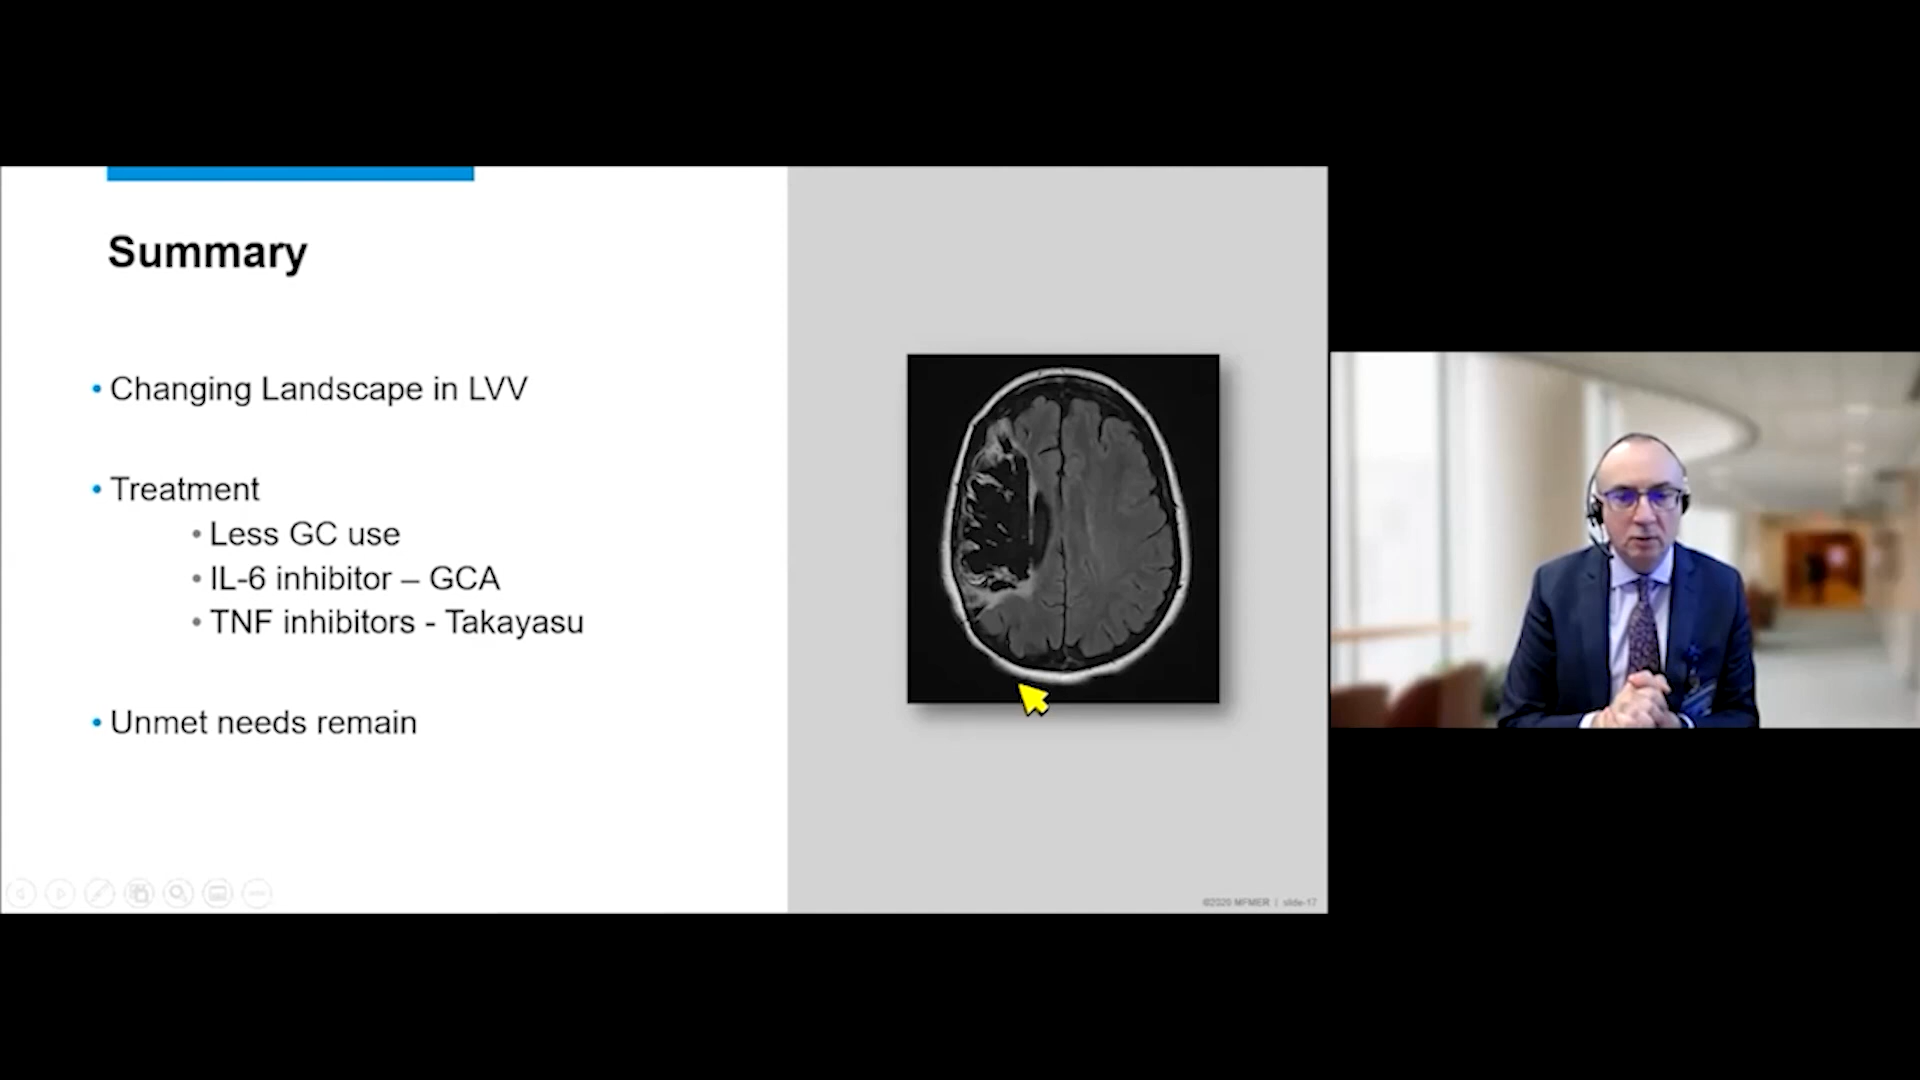 Summary
• Changing Landscape in LVV
• Treatment
• Less GC use
• IL-6 inhibitor – GCA
• TNF inhibitors - Takayasu
• Unmet needs remain
©2020 MFMER | slide-17